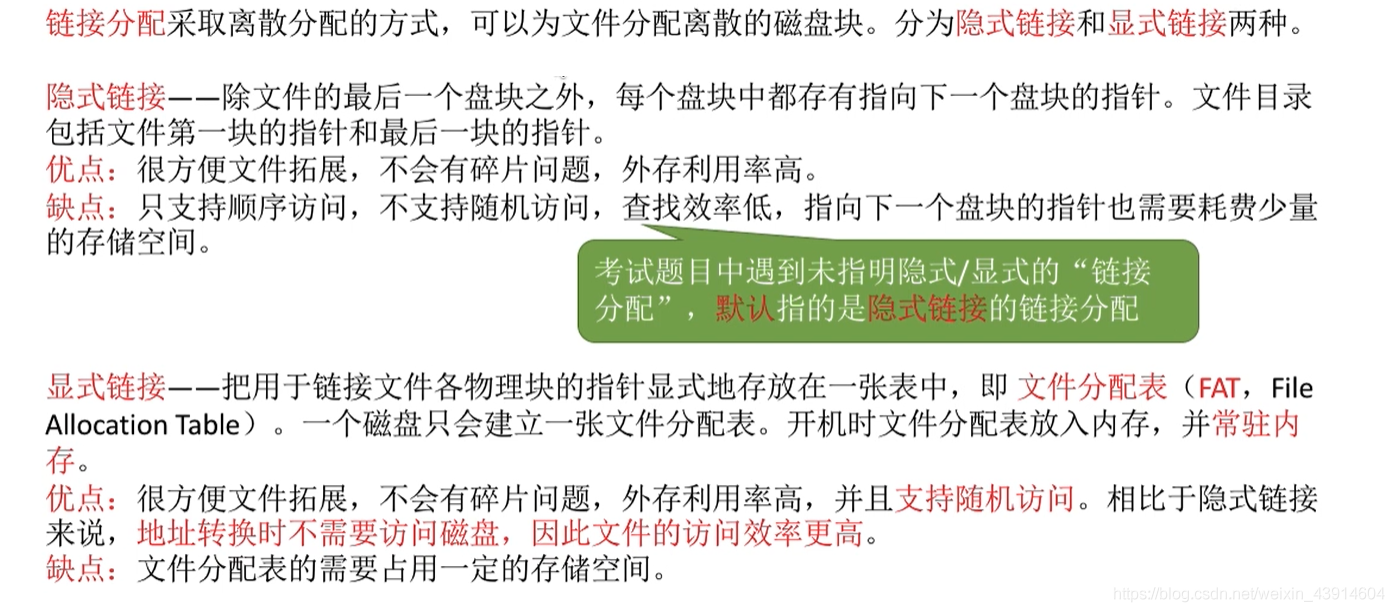 链接分配采取离散分配的方式，可以为文件分配离散的磁盘块。分为隐式链接和显式链接两种。
隐式链接——除文件的最后一个盘块之外，每个盘块中都存有指向下一个盘块的指针。文件目录
包括文件第一块的指针和最后一块的指针。
优点：很方便文件拓展，不会有碎片问题，外存利用率高。
缺点：只支持顺序访问，不支持随机访问，查找效率低，指向下一个盘块的指针也需要耗费少量
的存储空间。
考试题目中遇到未指明隐式/显式的“链接
分配”，默认指的是隐式链接的链接分配
显式链接——把用于链接文件各物理块的指针显式地存放在一张表中，即 文件分配表（FAT，File
Allocation Table）。一个磁盘只会建立一张文件分配表。开机时文件分配表放入内存，并常驻内
存。
优点：很方便文件拓展，不会有碎片问题，外存利用率高，并且支持随机访问。相比于隐式链接
来说，地址转换时不需要访问磁盘，因此文件的访问效率更高。
缺点：文件分配表的需要占用一定的存储空间。
https://blog.csdn.net/weixin_43914604